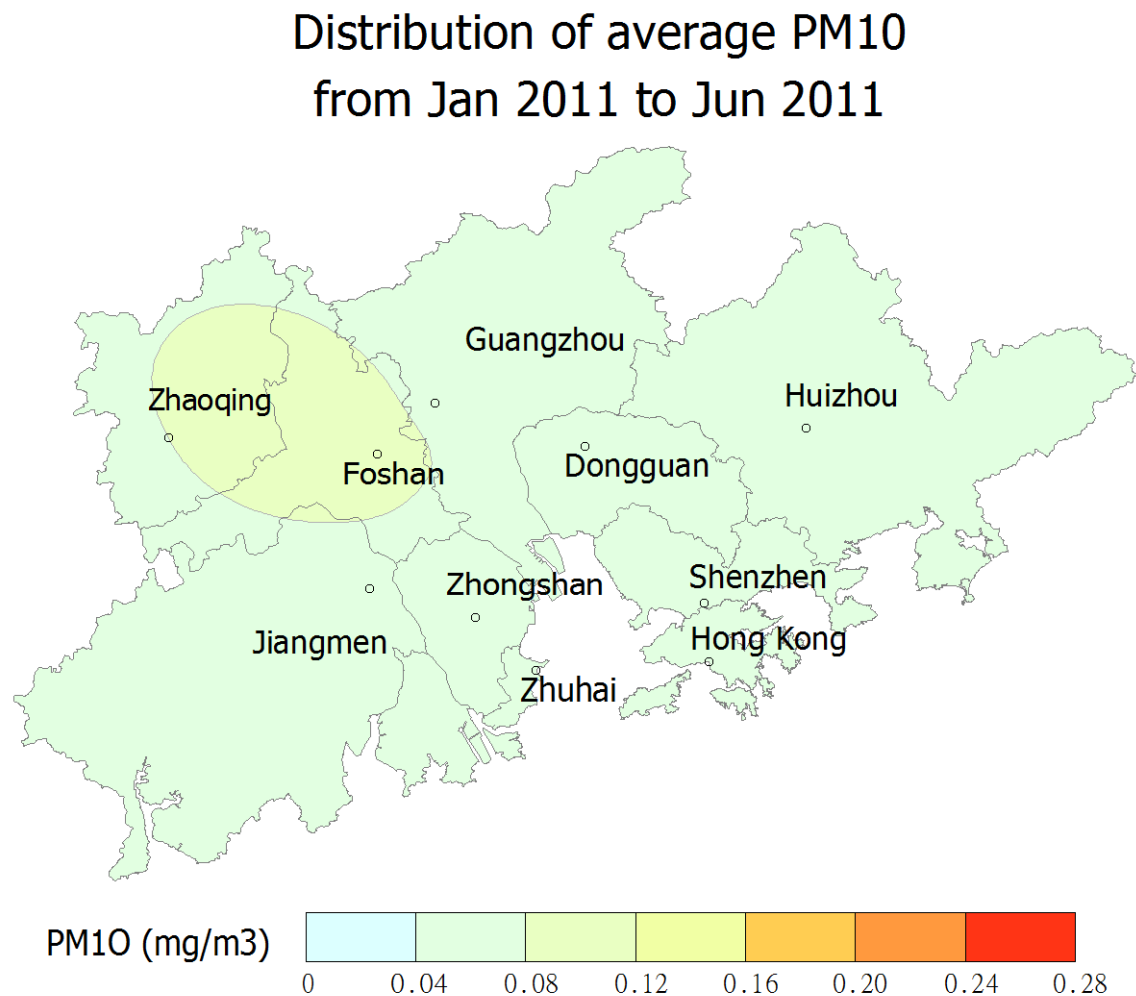 Distribution of average PM10
from Jan 2011 to Jun 2011
Guangzhou
Huizhou
Zhaoqing
Dongguan
Foshan
Shenzhen
Zhongshan
Hong Kong
Jiangmen
Zhuhai
PM10 (mg/m3)
0 0.04 0.08 0.12 0.16 0.20 0.24 0.28